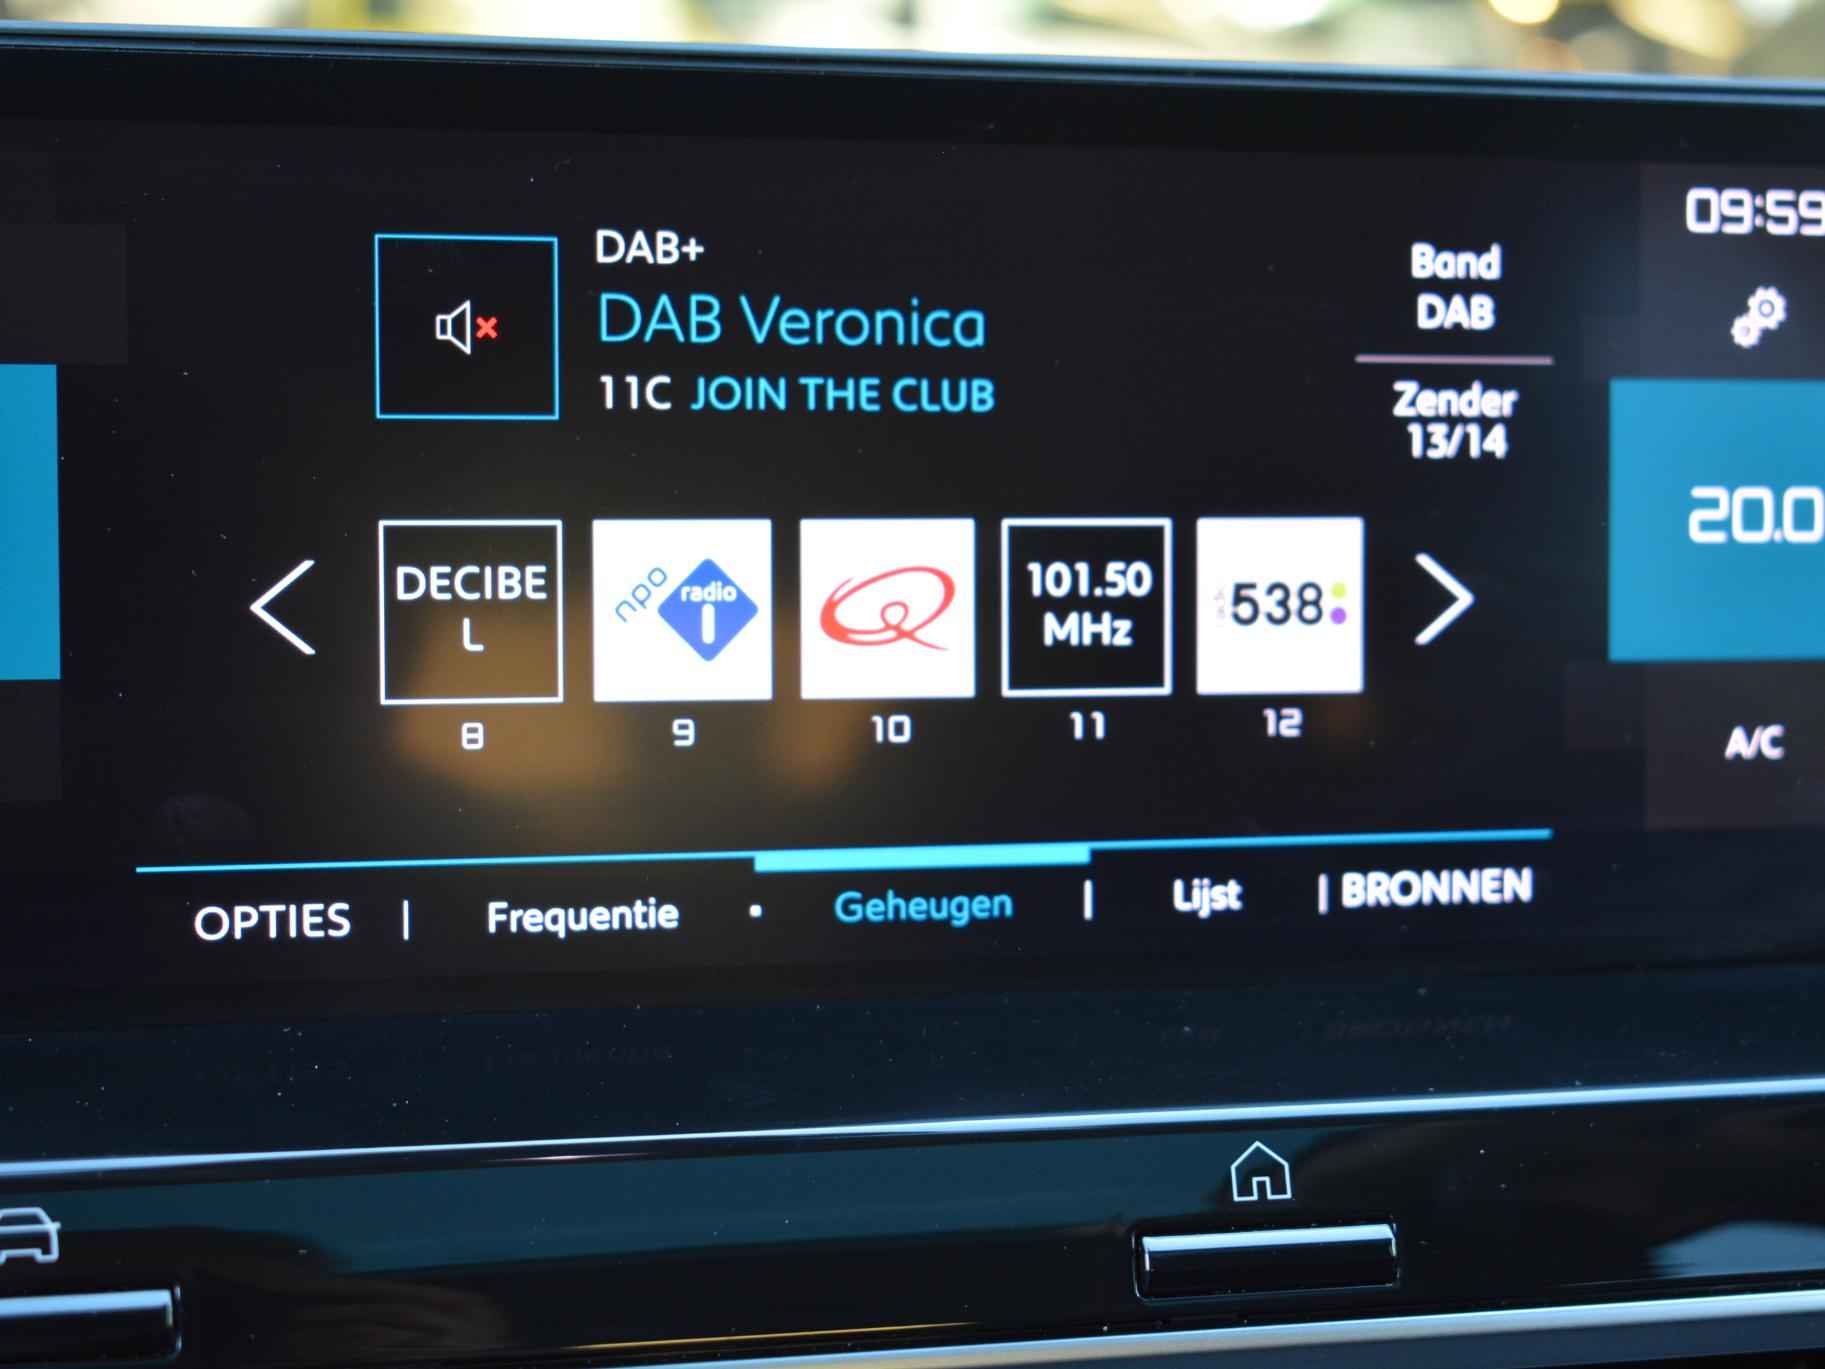 DAB+
DAB Veronica
11C JOIN THE CLUB
Band
DAB
Zender
13/14
09:59
20.0
A/C
DECIBE
L
8
npo
radio
1
9
Q
10
101.50
MHz
11
538
12
OPTIES | Frequentie • Geheugen | Lijst | BRONNEN